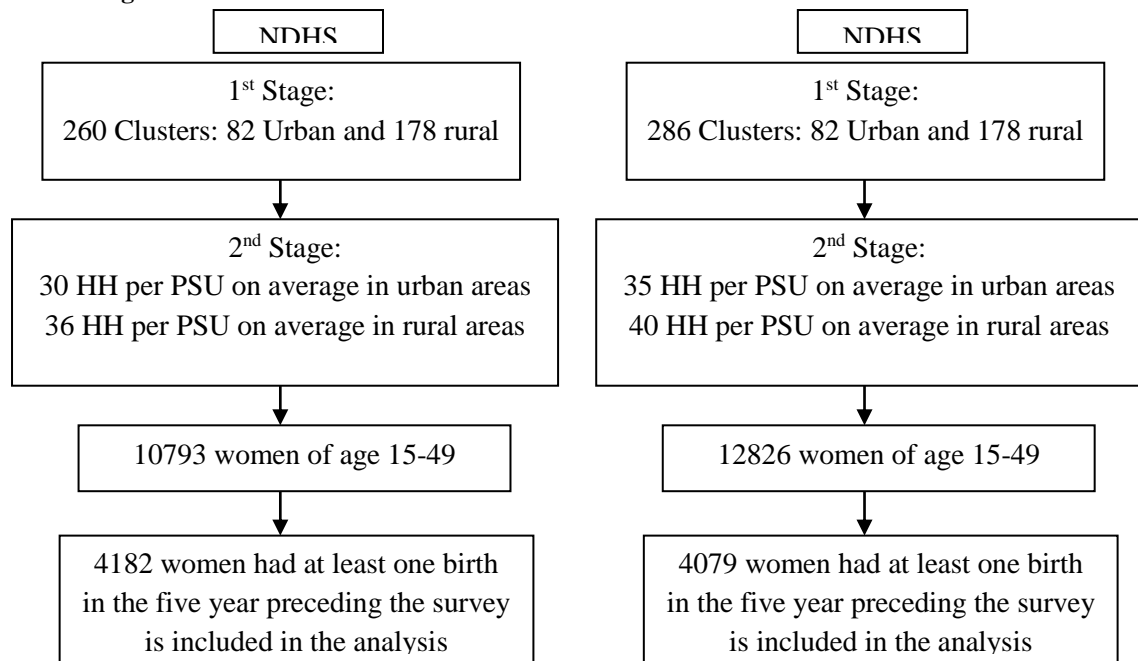 NDHS
1st Stage:
260 Clusters: 82 Urban and 178 rural
2nd Stage:
30 HH per PSU on average in urban areas
36 HH per PSU on average in rural areas
10793 women of age 15-49
4182 women had at least one birth
in the five year preceding the survey
is included in the analysis
NDHS
1st Stage:
286 Clusters: 82 Urban and 178 rural
2nd Stage:
35 HH per PSU on average in urban areas
40 HH per PSU on average in rural areas
12826 women of age 15-49
4079 women had at least one birth
in the five year preceding the survey
is included in the analysis